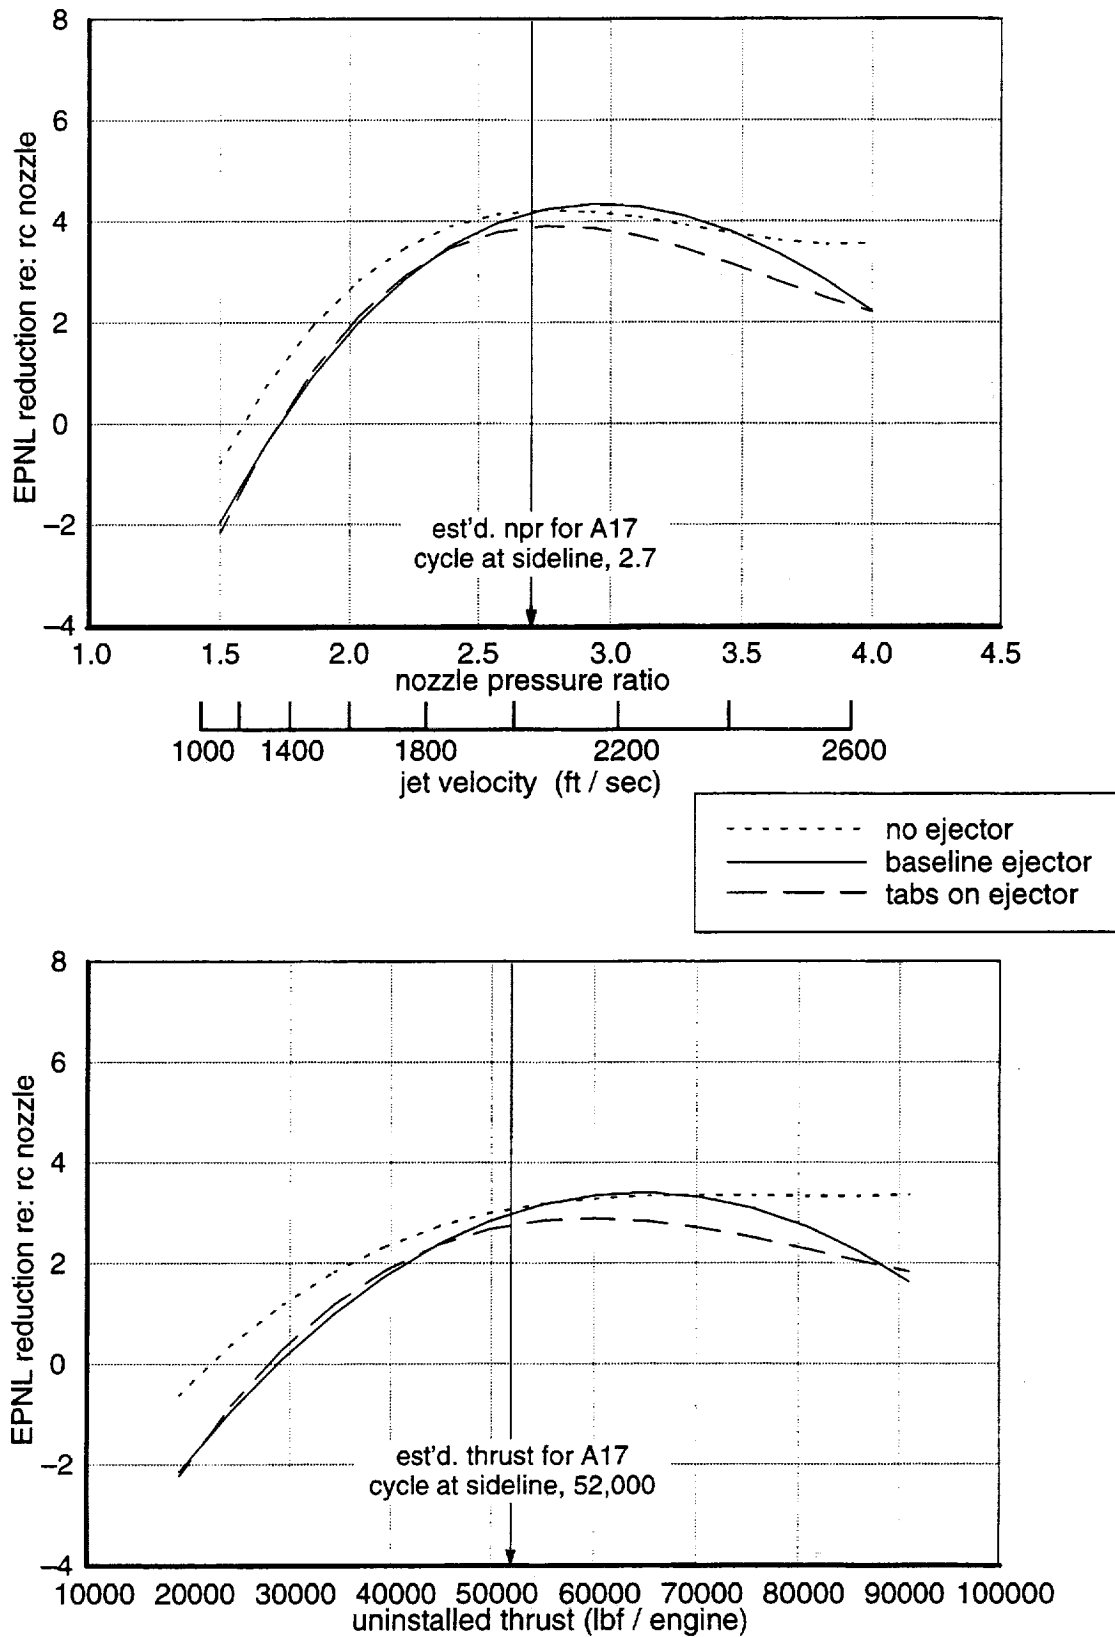 8
6
4
2
0
−2
−4
EPNL reduction re: rc nozzle
est'd. npr for A17
cycle at sideline, 2.7
1.0 1.5 2.0 2.5 3.0 3.5 4.0 4.5
nozzle pressure ratio
1000 1400 1800 2200 2600
jet velocity (ft / sec)
no ejector
baseline ejector
tabs on ejector
8
6
4
2
0
−2
−4
EPNL reduction re: rc nozzle
est'd. thrust for A17
cycle at sideline, 52,000
10000 20000 30000 40000 50000 60000 70000 80000 90000 100000
uninstalled thrust (lbf / engine)